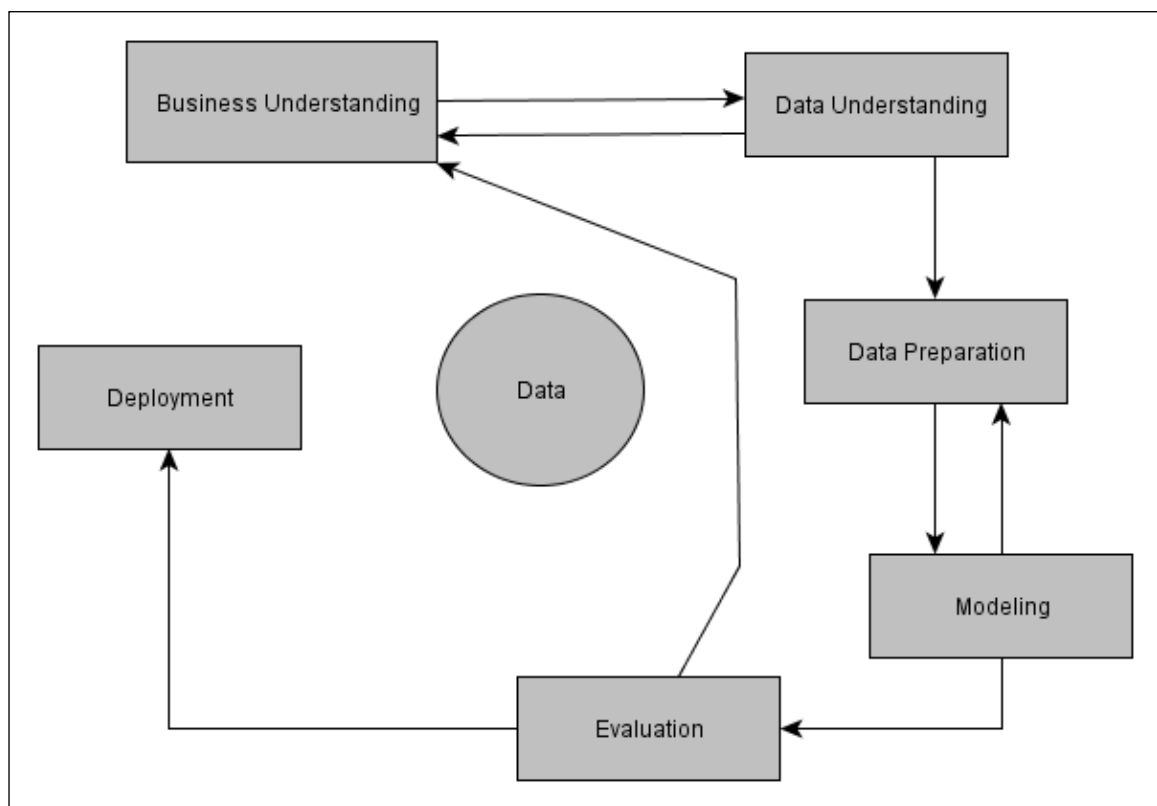 Business Understanding
Data Understanding
Data Preparation
Deployment
Data
Modeling
Evaluation